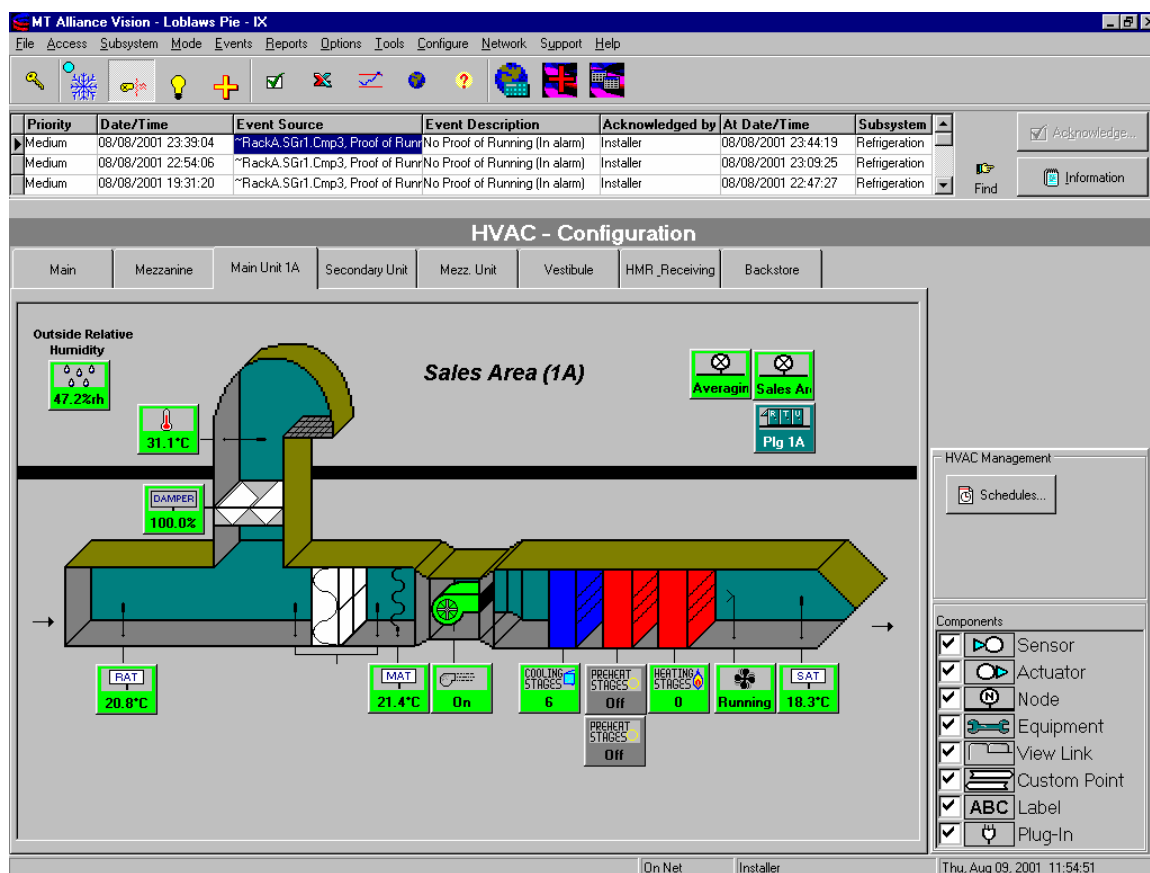 MT Alliance Vision - Loblaws Pie - IX
File Access Subsystem Mode Events Reports Options Tools Configure Network Support Help
Priority Date/Time Event Source Event Description Acknowledged by At Date/Time Subsystem
Medium 08/08/2001 23:39:04 ~RackA.SGr1.Cmp3, Proof of Runr No Proof of Running (In alarm) Installer 08/08/2001 23:44:19 Refrigeration
Medium 08/08/2001 22:54:06 ~RackA.SGr1.Cmp3, Proof of Runr No Proof of Running (In alarm) Installer 08/08/2001 23:09:25 Refrigeration
Medium 08/08/2001 19:31:20 ~RackA.SGr1.Cmp3, Proof of Runr No Proof of Running (In alarm) Installer 08/08/2001 22:47:27 Refrigeration
Acknowledge...
Find
Information
HVAC - Configuration
Main Mezzanine Main Unit 1A Secondary Unit Mezz. Unit Vestibule HMR_Receiving Backstore
Outside Relative
Humidity
47.2%rh
Sales Area (1A)
Averagin Sales Ar
RTU
Plg 1A
31.1°C
DAMPER
100.0%
RAT
20.8°C
MAT
21.4°C
On
COOLING
STAGES
6
PREHEAT
STAGES
Off
HEATING
STAGES
0
Running
SAT
18.3°C
PREHEAT
STAGES
Off
HVAC Management
Schedules...
Components
Sensor
Actuator
N Node
Equipment
View Link
Custom Point
ABC Label
Plug-In
On Net Installer Thu, Aug 09, 2001 11:54:51